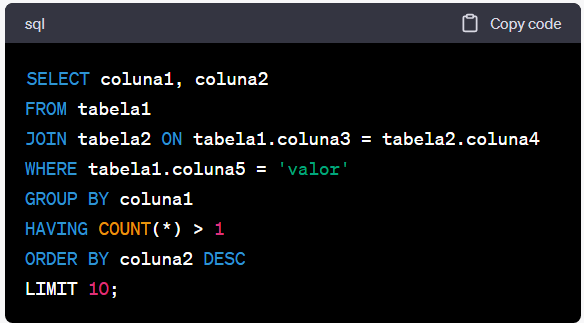 sql Copy code
SELECT coluna1, coluna2
FROM tabela1
JOIN tabela2 ON tabela1.coluna3 = tabela2.coluna4
WHERE tabela1.coluna5 = 'valor'
GROUP BY coluna1
HAVING COUNT(*) > 1
ORDER BY coluna2 DESC
LIMIT 10;